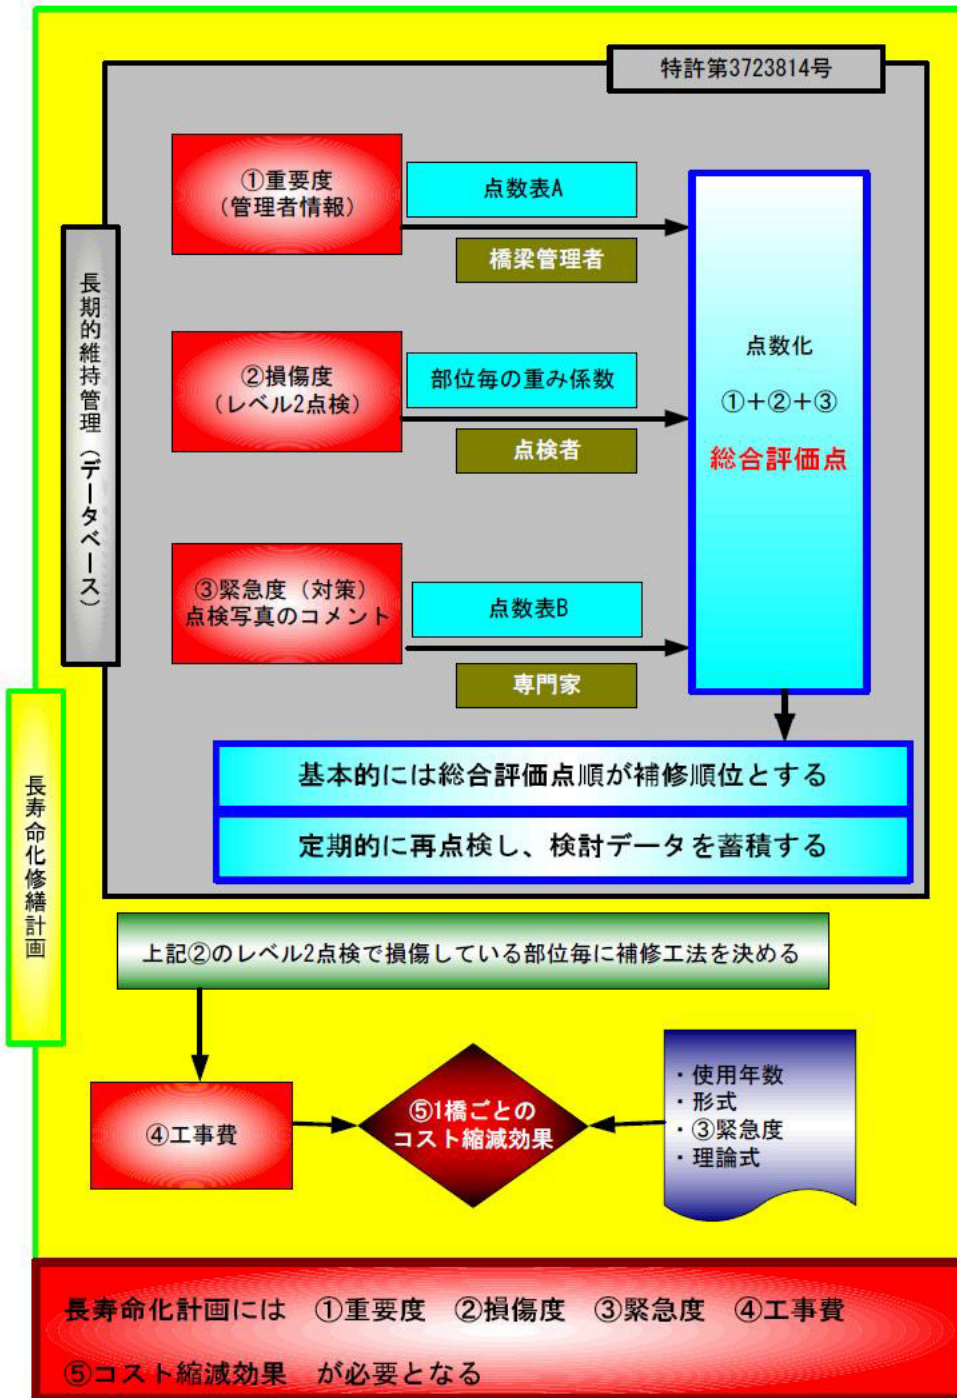 特許第3723814号
①重要度
（管理者情報）
点数表A
橋梁管理者
長期的維持管理（データベース）
②損傷度
（レベル2点検）
部位毎の重み係数
点検者
点数化
①＋②＋③
総合評価点
③緊急度（対策）
点検写真のコメント
点数表B
専門家
基本的には総合評価点順が補修順位とする
定期的に再点検し、検討データを蓄積する
長寿命化修繕計画
上記②のレベル2点検で損傷している部位毎に補修工法を決める
④工事費
⑤1橋ごとの
コスト縮減効果
・使用年数
・形式
・③緊急度
・理論式
長寿命化計画には　①重要度　②損傷度　③緊急度　④工事費
⑤コスト縮減効果　が必要となる